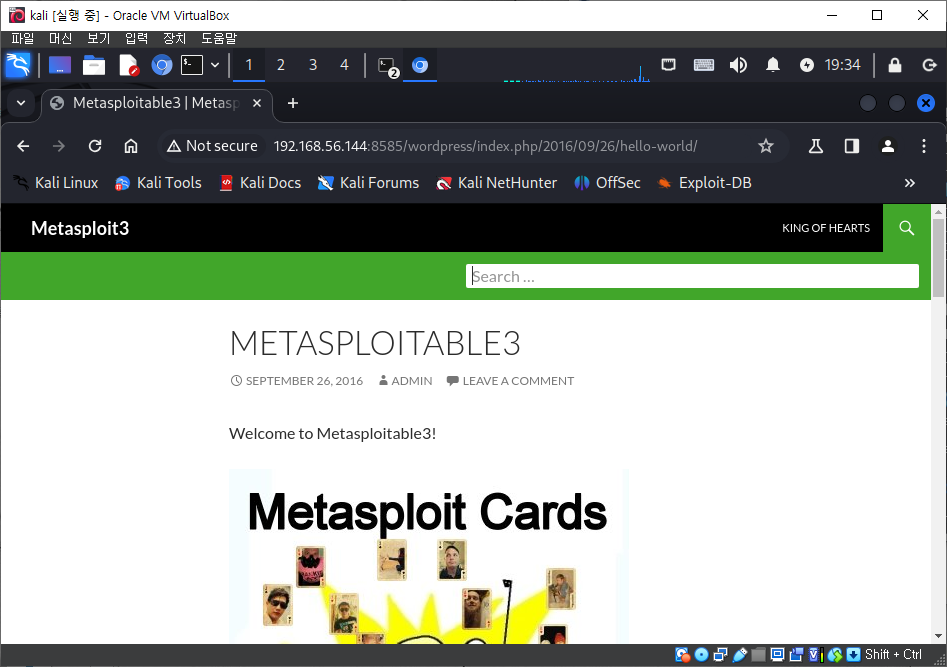 kali [실행 중] - Oracle VM VirtualBox
파일 머신 보기 입력 장치 도움말
1 2 3 4 2 19:34
Metasploitable3 | Metasp
Not secure 192.168.56.144:8585/wordpress/index.php/2016/09/26/hello-world/
Kali Linux Kali Tools Kali Docs Kali Forums Kali NetHunter OffSec Exploit-DB
Metasploit3 KING OF HEARTS
Search ...
METASPLOITABLE3
SEPTEMBER 26, 2016 ADMIN LEAVE A COMMENT
Welcome to Metasploitable3!
Metasploit Cards
Shift + Ctrl